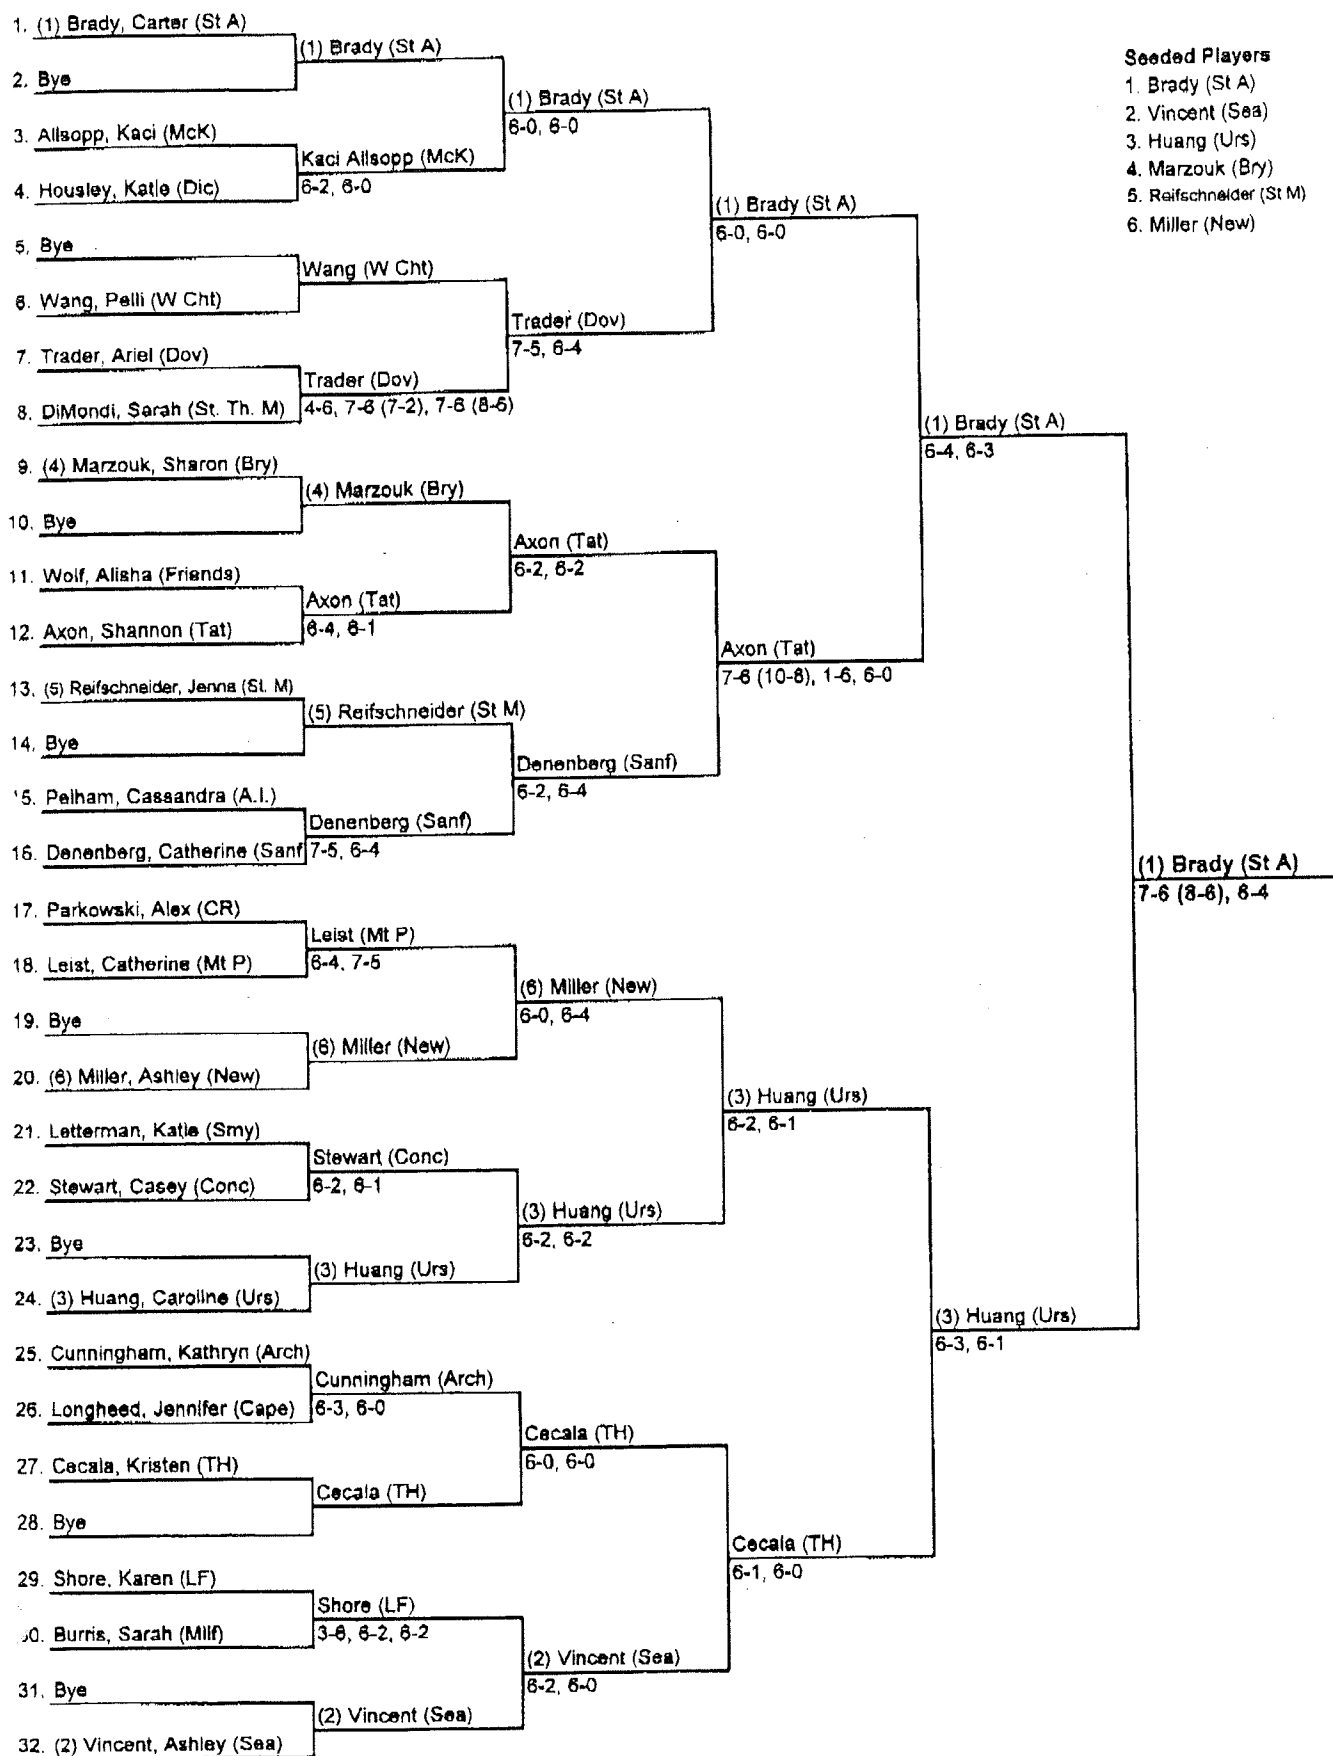 1. (1) Brady, Carter (St A)
2. Bye
3. Allsopp, Kaci (McK)
4. Housley, Katie (Dic)
5. Bye
6. Wang, Peili (W Cht)
7. Trader, Ariel (Dov)
8. DiMondi, Sarah (St. Th. M)
9. (4) Marzouk, Sharon (Bry)
10. Bye
11. Wolf, Alisha (Friends)
12. Axon, Shannon (Tat)
13. (5) Reifschneider, Jenna (St. M)
14. Bye
15. Pelham, Cassandra (A.I.)
16. Denenberg, Catherine (Sanf
17. Parkowski, Alex (CR)
18. Leist, Catherine (Mt P)
19. Bye
20. (6) Miller, Ashley (New)
21. Letterman, Katie (Smy)
22. Stewart, Casey (Conc)
23. Bye
24. (3) Huang, Caroline (Urs)
25. Cunningham, Kathryn (Arch)
26. Longheed, Jennifer (Cape)
27. Cecala, Kristen (TH)
28. Bye
29. Shore, Karen (LF)
30. Burris, Sarah (Milf)
31. Bye
32. (2) Vincent, Ashley (Sea)
(1) Brady (St A)
Kaci Allsopp (McK)
6-2, 6-0
Wang (W Cht)
Trader (Dov)
4-6, 7-6 (7-2), 7-6 (8-6)
(4) Marzouk (Bry)
Axon (Tat)
6-4, 6-1
(5) Reifschneider (St M)
Denenberg (Sanf)
7-5, 6-4
Leist (Mt P)
6-4, 7-5
(6) Miller (New)
Stewart (Conc)
6-2, 6-1
(3) Huang (Urs)
Cunningham (Arch)
6-3, 6-0
Cecala (TH)
Shore (LF)
3-6, 6-2, 6-2
(2) Vincent (Sea)
(1) Brady (St A)
6-0, 6-0
Trader (Dov)
7-5, 6-4
Axon (Tat)
6-2, 6-2
Denenberg (Sanf)
6-2, 6-4
(6) Miller (New)
6-0, 6-4
(3) Huang (Urs)
6-2, 6-2
Cecala (TH)
6-0, 6-0
(2) Vincent (Sea)
6-2, 6-0
(1) Brady (St A)
6-0, 6-0
Axon (Tat)
7-6 (10-8), 1-6, 6-0
(3) Huang (Urs)
6-2, 6-1
Cecala (TH)
6-1, 6-0
(1) Brady (St A)
6-4, 6-3
(3) Huang (Urs)
6-3, 6-1
(1) Brady (St A)
7-6 (8-6), 6-4
Seeded Players
1. Brady (St A)
2. Vincent (Sea)
3. Huang (Urs)
4. Marzouk (Bry)
5. Reifschneider (St M)
6. Miller (New)